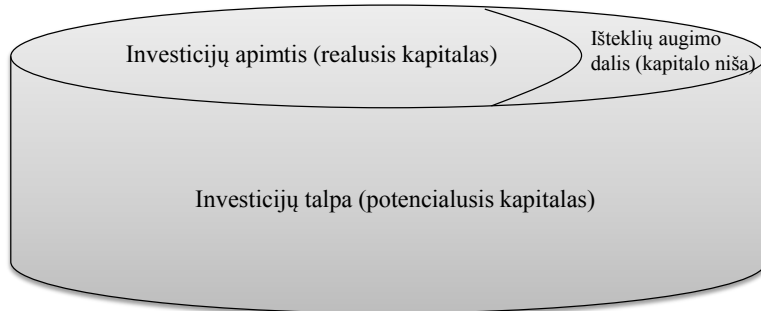 Investicijų apimtis (realusis kapitalas)
Išteklių augimo
dalis (kapitalo niša)
Investicijų talpa (potencialusis kapitalas)